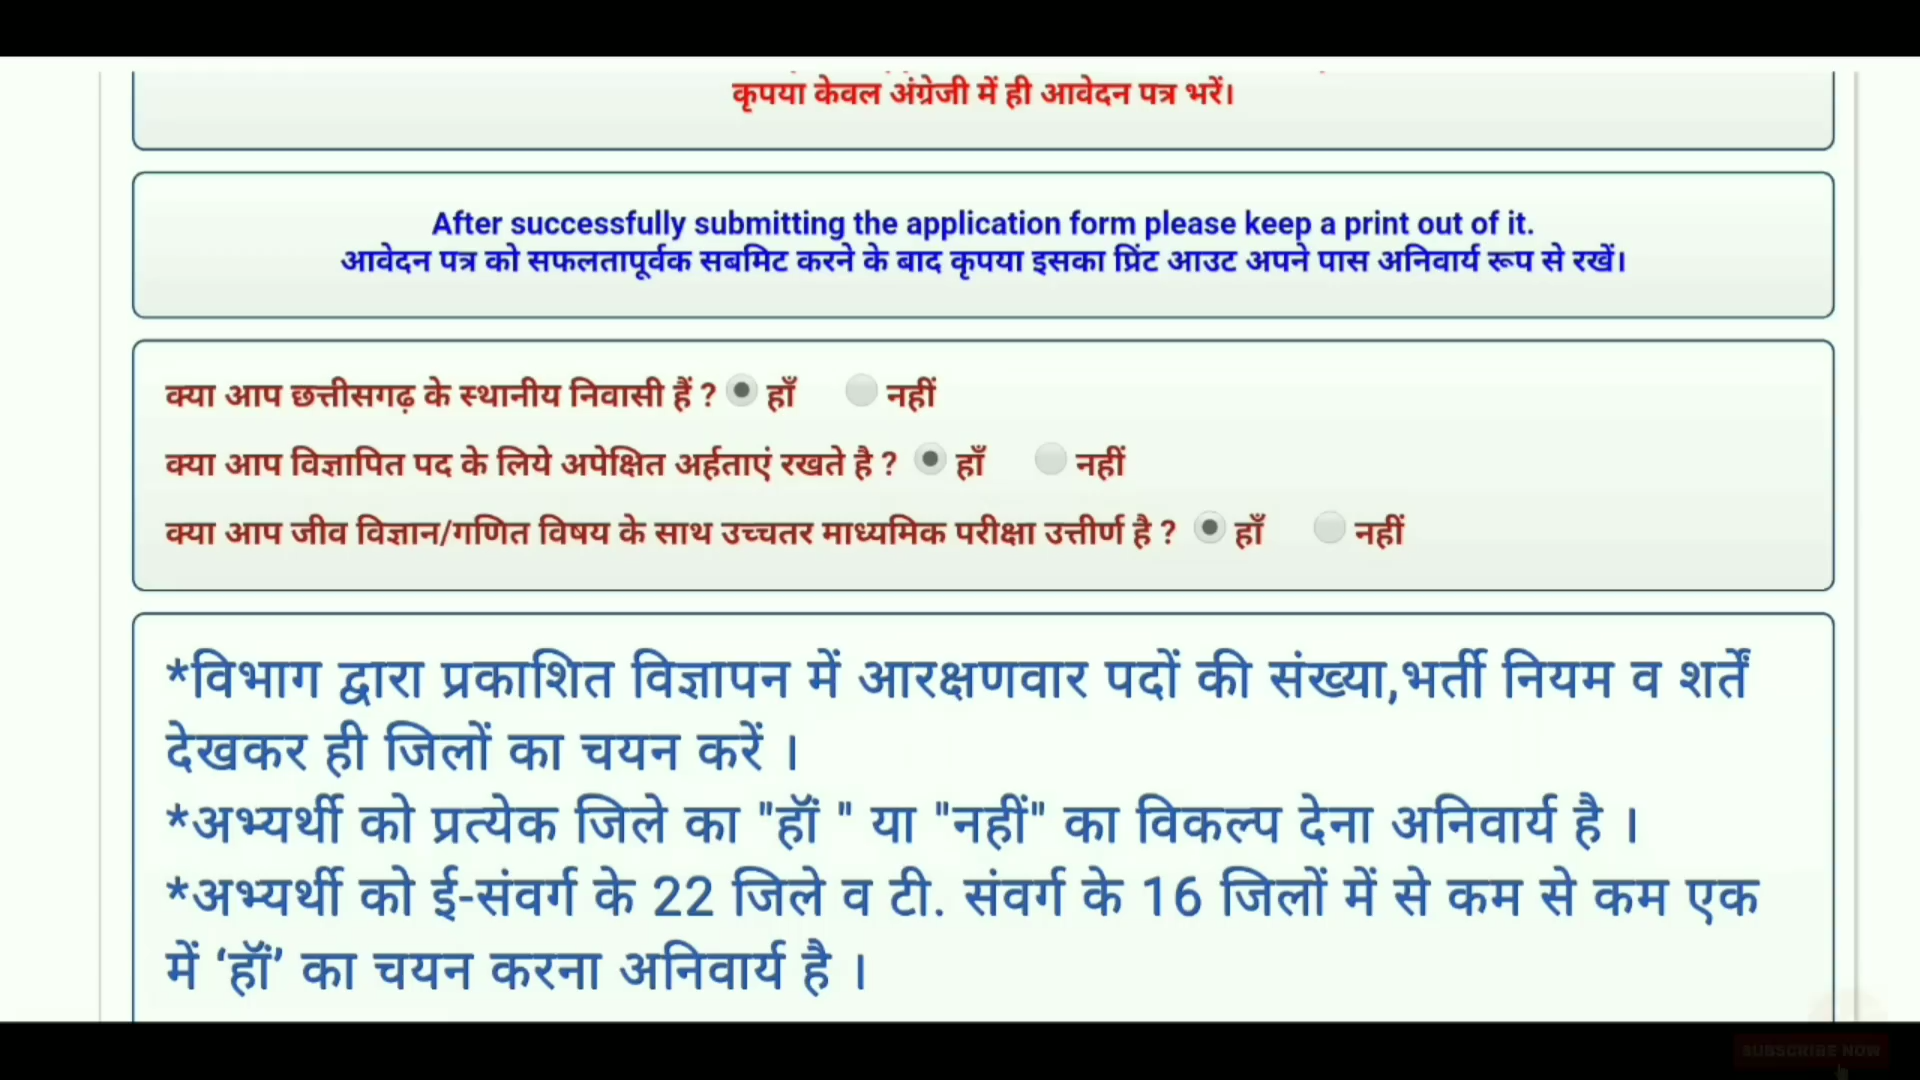 कृपया केवल अंग्रेजी में ही आवेदन पत्र भरें।
After successfully submitting the application form please keep a print out of it.
आवेदन पत्र को सफलतापूर्वक सबमिट करने के बाद कृपया इसका प्रिंट आउट अपने पास अनिवार्य रूप से रखें।
क्या आप छत्तीसगढ़ के स्थानीय निवासी हैं ? हाँ नहीं
क्या आप विज्ञापित पद के लिये अपेक्षित अर्हताएं रखते है ? हाँ नहीं
क्या आप जीव विज्ञान/गणित विषय के साथ उच्चतर माध्यमिक परीक्षा उत्तीर्ण है ? हाँ नहीं
*विभाग द्वारा प्रकाशित विज्ञापन में आरक्षणवार पदों की संख्या,भर्ती नियम व शर्तें
देखकर ही जिलों का चयन करें ।
*अभ्यर्थी को प्रत्येक जिले का "हॉं " या "नहीं" का विकल्प देना अनिवार्य है ।
*अभ्यर्थी को ई-संवर्ग के 22 जिले व टी. संवर्ग के 16 जिलों में से कम से कम एक
में ‘हॉं’ का चयन करना अनिवार्य है ।
SUBSCRIBE NOW